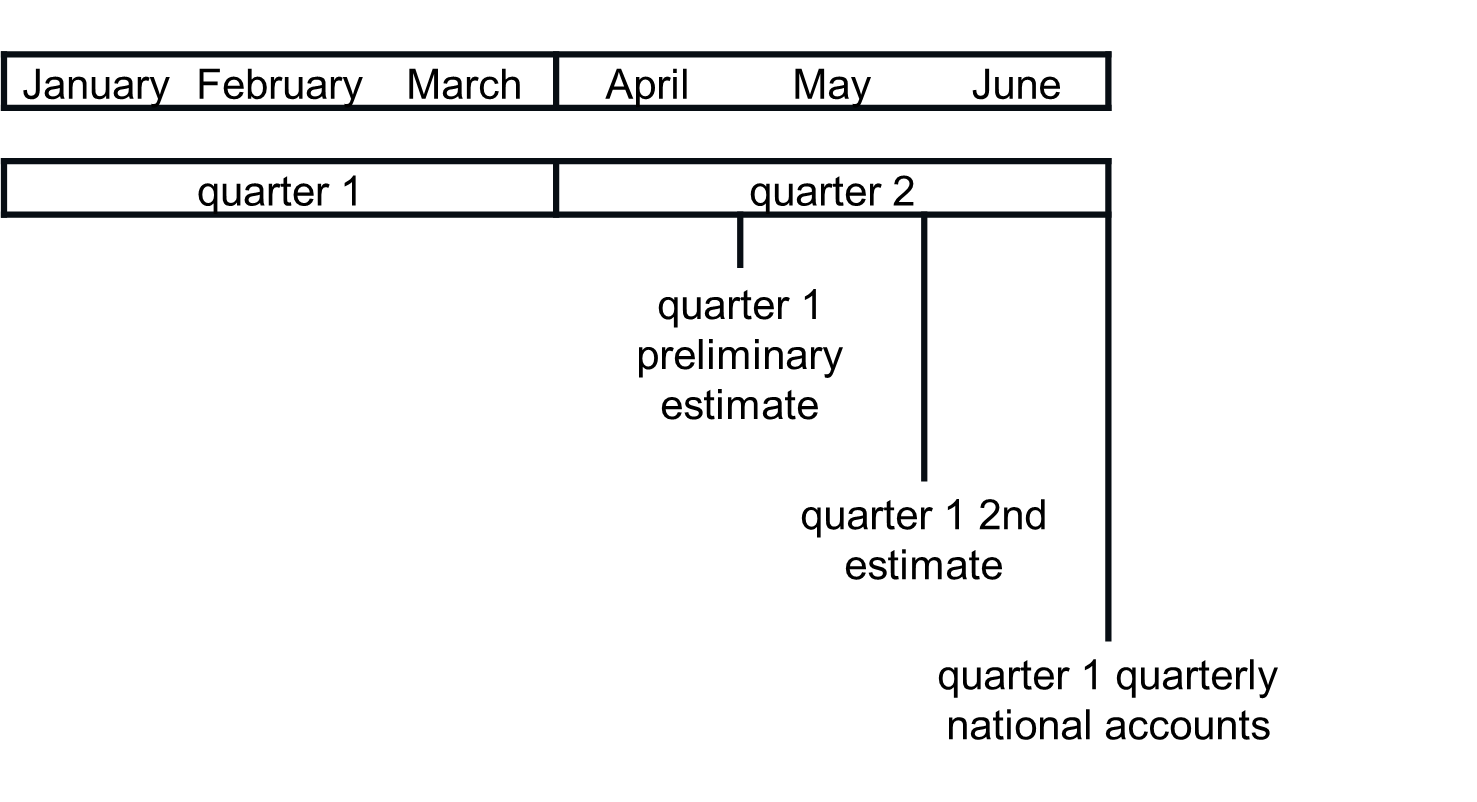 January February March April May June
quarter 1 quarter 2
quarter 1
preliminary
estimate
quarter 1 2nd
estimate
quarter 1 quarterly
national accounts